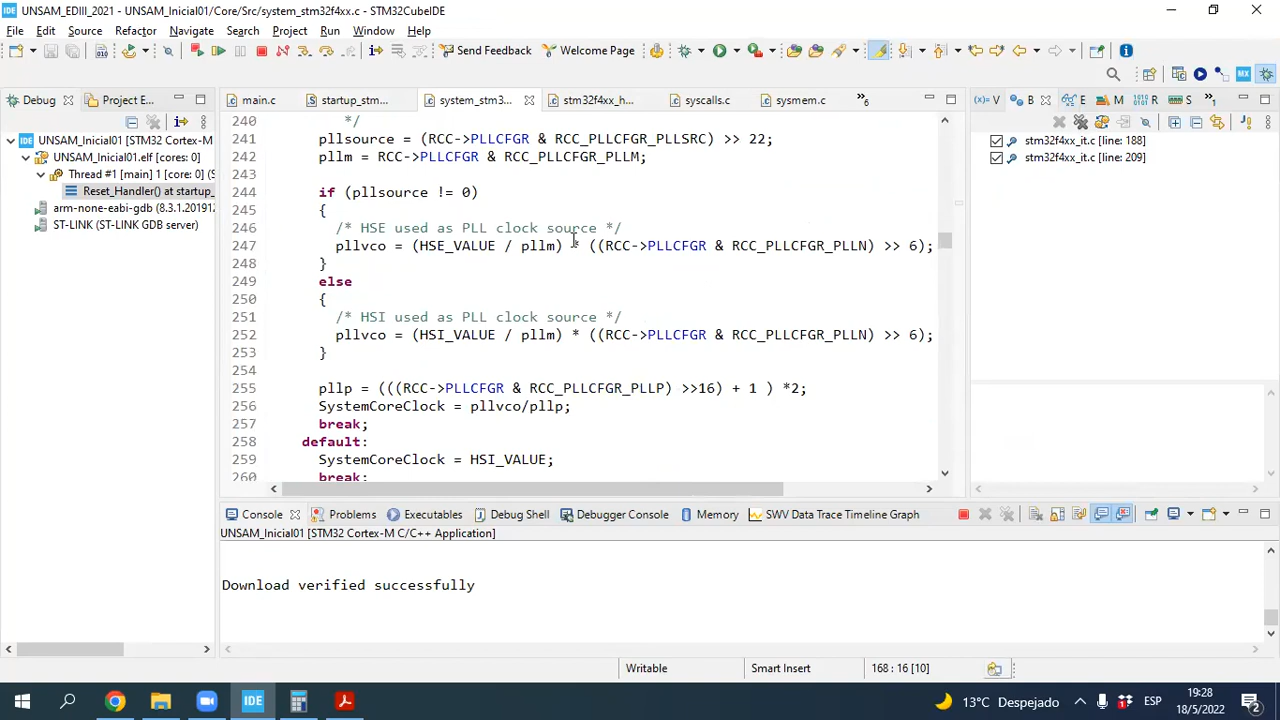 UNSAM_EDIII_2021 - UNSAM_Inicial01/Core/Src/system_stm32f4xx.c - STM32CubeIDE
File Edit Source Refactor Navigate Search Project Run Window Help
Send Feedback Welcome Page
Debug Project E...
main.c startup_stm... system_stm3... stm32f4xx_h... syscalls.c sysmem.c »6
(x)= V B E M R S »1
IDE UNSAM_Inicial01 [STM32 Cortex-M
UNSAM_Inicial01.elf [cores: 0]
Thread #1 [main] 1 [core: 0] (S
Reset_Handler() at startup_
arm-none-eabi-gdb (8.3.1.201912
ST-LINK (ST-LINK GDB server)
240 */
241 pllsource = (RCC->PLLCFGR & RCC_PLLCFGR_PLLSRC) >> 22;
242 pllm = RCC->PLLCFGR & RCC_PLLCFGR_PLLM;
243
244 if (pllsource != 0)
245 {
246 /* HSE used as PLL clock source */
247 pllvco = (HSE_VALUE / pllm) * ((RCC->PLLCFGR & RCC_PLLCFGR_PLLN) >> 6);
248 }
249 else
250 {
251 /* HSI used as PLL clock source */
252 pllvco = (HSI_VALUE / pllm) * ((RCC->PLLCFGR & RCC_PLLCFGR_PLLN) >> 6);
253 }
254
255 pllp = (((RCC->PLLCFGR & RCC_PLLCFGR_PLLP) >>16) + 1 ) *2;
256 SystemCoreClock = pllvco/pllp;
257 break;
258 default:
259 SystemCoreClock = HSI_VALUE;
260 break;
stm32f4xx_it.c [line: 188]
stm32f4xx_it.c [line: 209]
Console Problems Executables Debug Shell Debugger Console Memory SWV Data Trace Timeline Graph
UNSAM_Inicial01 [STM32 Cortex-M C/C++ Application]
Download verified successfully
Writable Smart Insert 168 : 16 [10]
IDE 13°C Despejado ESP 19:28
18/5/2022 2